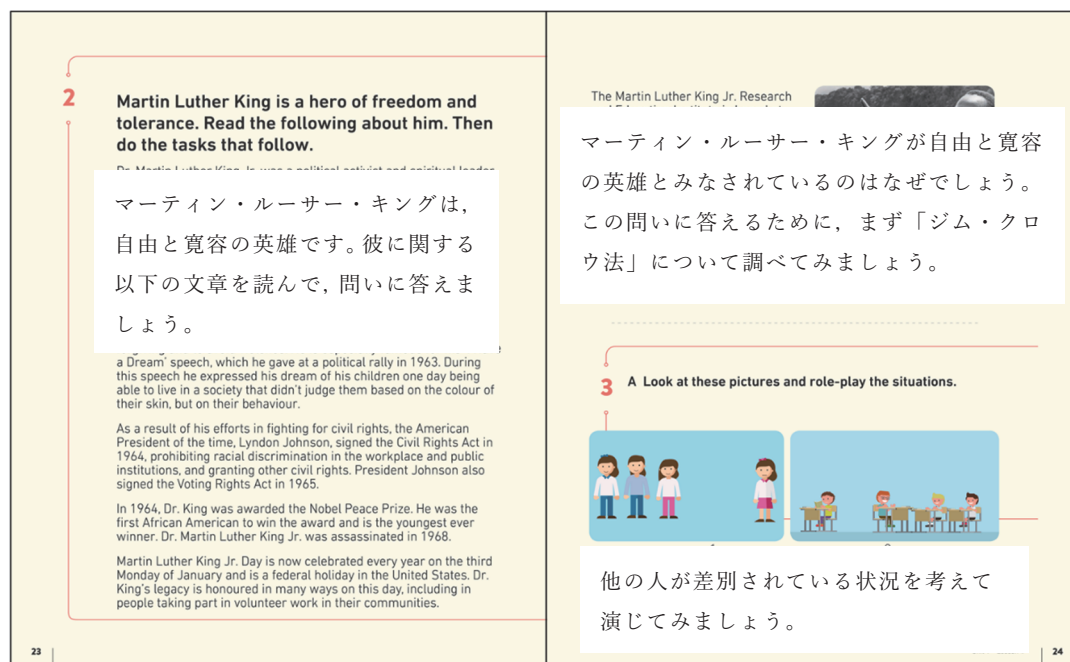 2
Martin Luther King is a hero of freedom and
tolerance. Read the following about him. Then
do the tasks that follow.
Dr. Martin Luther King Jr. was a political activist and spiritual leader
マーティン・ルーサー・キングは,
自由と寛容の英雄です。彼に関する
以下の文章を読んで, 問いに答えま
しょう。
a Dream’ speech, which he gave at a political rally in 1963. During
this speech he expressed his dream of his children one day being
able to live in a society that didn’t judge them based on the colour of
their skin, but on their behaviour.
As a result of his efforts in fighting for civil rights, the American
President of the time, Lyndon Johnson, signed the Civil Rights Act in
1964, prohibiting racial discrimination in the workplace and public
institutions, and granting other civil rights. President Johnson also
signed the Voting Rights Act in 1965.
In 1964, Dr. King was awarded the Nobel Peace Prize. He was the
first African American to win the award and is the youngest ever
winner. Dr. Martin Luther King Jr. was assassinated in 1968.
Martin Luther King Jr. Day is now celebrated every year on the third
Monday of January and is a federal holiday in the United States. Dr.
King’s legacy is honoured in many ways on this day, including in
people taking part in volunteer work in their communities.
23
The Martin Luther King Jr. Research
マーティン・ルーサー・キングが自由と寛容
の英雄とみなされているのはなぜでしょう。
この問いに答えるために, まず「ジム・クロ
ウ法」について調べてみましょう。
3
A Look at these pictures and role-play the situations.
他の人が差別されている状況を考えて
演じてみましょう。
24